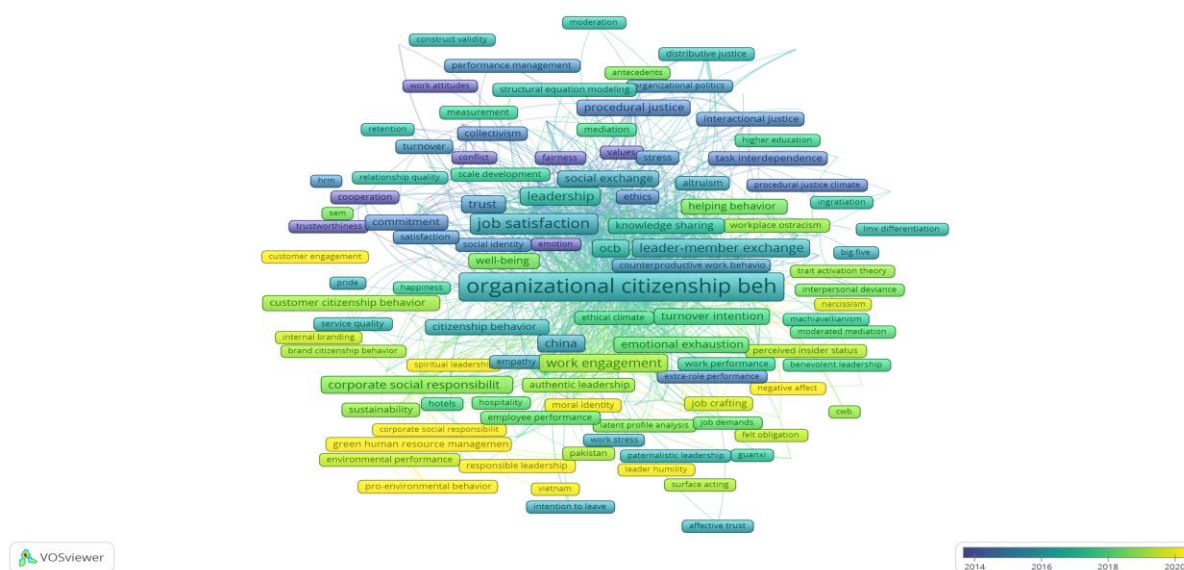 moderation
construct validity
distributive justice
performance management
antecedents
work attitudes
organizational politics
structural equation modeling
procedural justice
measurement
interactional justice
retention
collectivism
mediation
higher education
turnover
conflict
fairness
values
stress
task interdependence
relationship quality
scale development
hrm
social exchange
altruism
procedural justice climate
cooperation
leadership
ethics
ingratiation
trust
helping behavior
sem
trustworthiness
commitment
job satisfaction
knowledge sharing
workplace ostracism
lmx differentiation
satisfaction
social identity
emotion
ocb
leader-member exchange
big five
customer engagement
well-being
counterproductive work behavio
trait activation theory
pride
happiness
organizational citizenship beh
interpersonal deviance
customer citizenship behavior
narcissism
service quality
citizenship behavior
ethical climate
turnover intention
machiavellianism
moderated mediation
internal branding
china
emotional exhaustion
brand citizenship behavior
perceived insider status
spiritual leadership
empathy
work engagement
work performance
benevolent leadership
extra-role performance
corporate social responsibilit
authentic leadership
negative affect
sustainability
hotels
hospitality
moral identity
job crafting
cwb
employee performance
corporate social responsibilit
latent profile analysis
job demands
felt obligation
green human resource managemen
work stress
pakistan
paternalistic leadership
guanxi
environmental performance
responsible leadership
leader humility
pro-environmental behavior
vietnam
surface acting
intention to leave
affective trust
VOSviewer
2014 2016 2018 2020